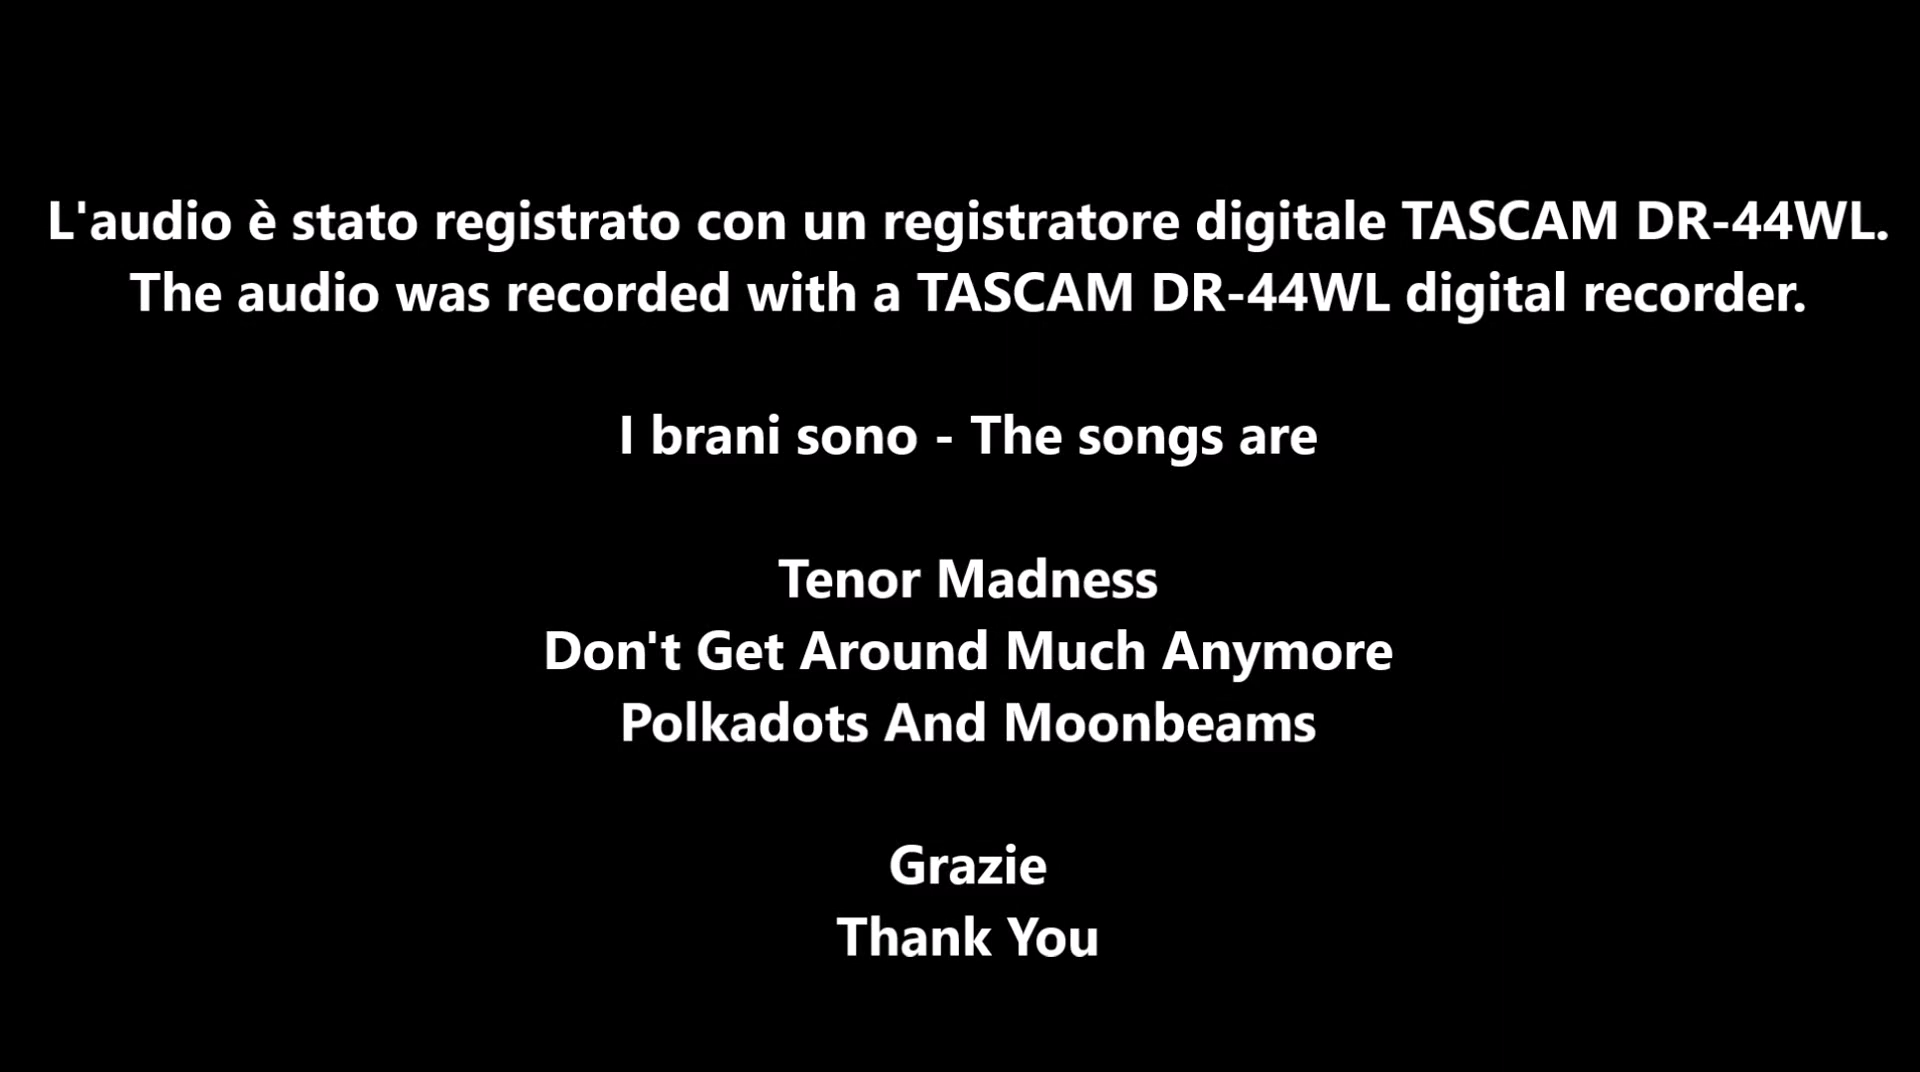 L'audio è stato registrato con un registratore digitale TASCAM DR-44WL.
The audio was recorded with a TASCAM DR-44WL digital recorder.
I brani sono - The songs are
Tenor Madness
Don't Get Around Much Anymore
Polkadots And Moonbeams
Grazie
Thank You